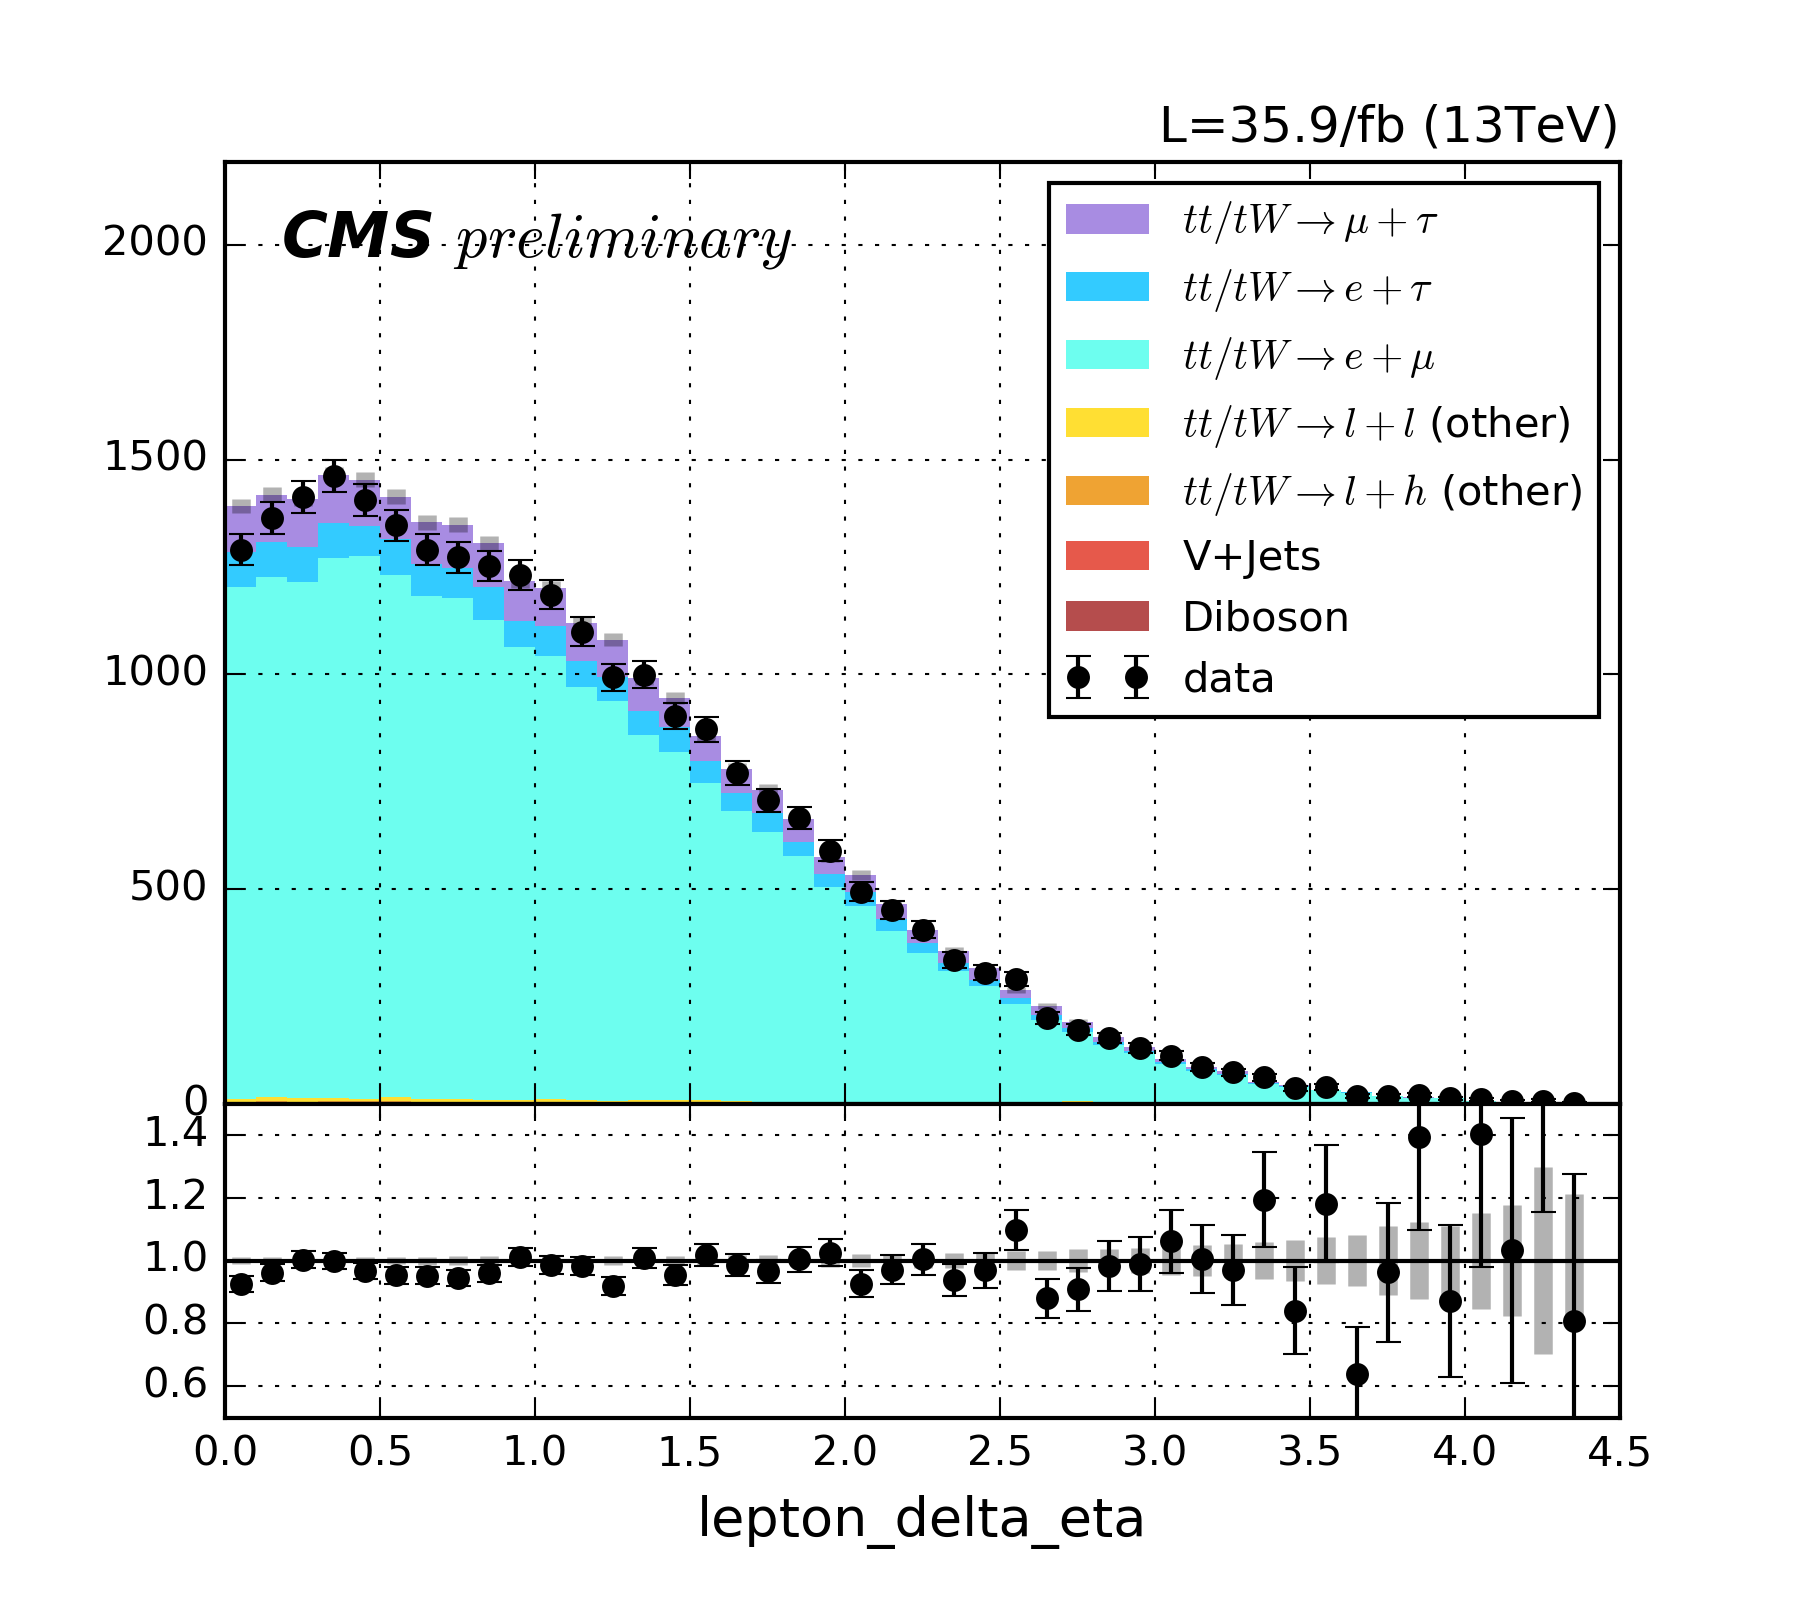 L=35.9/fb (13TeV)
CMS preliminary
2000
1500
1000
500
0
tt/tW → μ + τ
tt/tW → e + τ
tt/tW → e + μ
tt/tW → l + l (other)
tt/tW → l + h (other)
V+Jets
Diboson
data
1.4
1.2
1.0
0.8
0.6
0.0 0.5 1.0 1.5 2.0 2.5 3.0 3.5 4.0 4.5
lepton_delta_eta